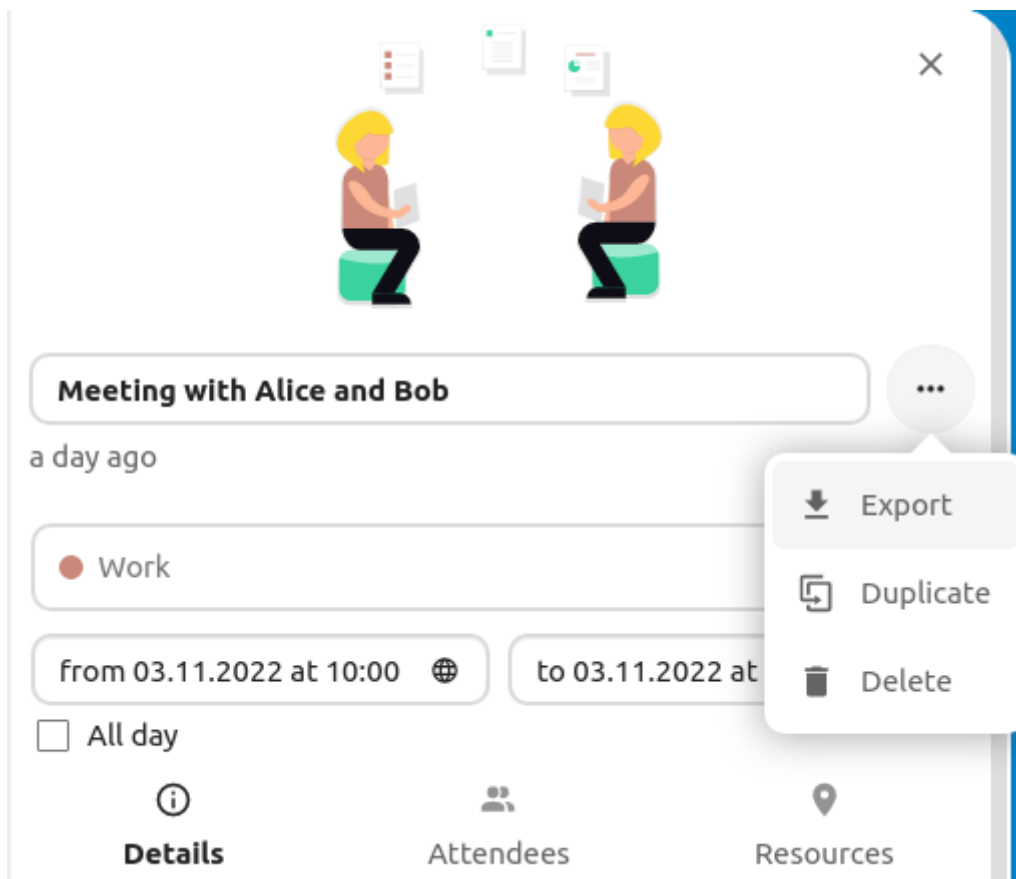 Meeting with Alice and Bob
a day ago
Export
Work
Duplicate
from 03.11.2022 at 10:00
to 03.11.2022 at
Delete
All day
Details
Attendees
Resources